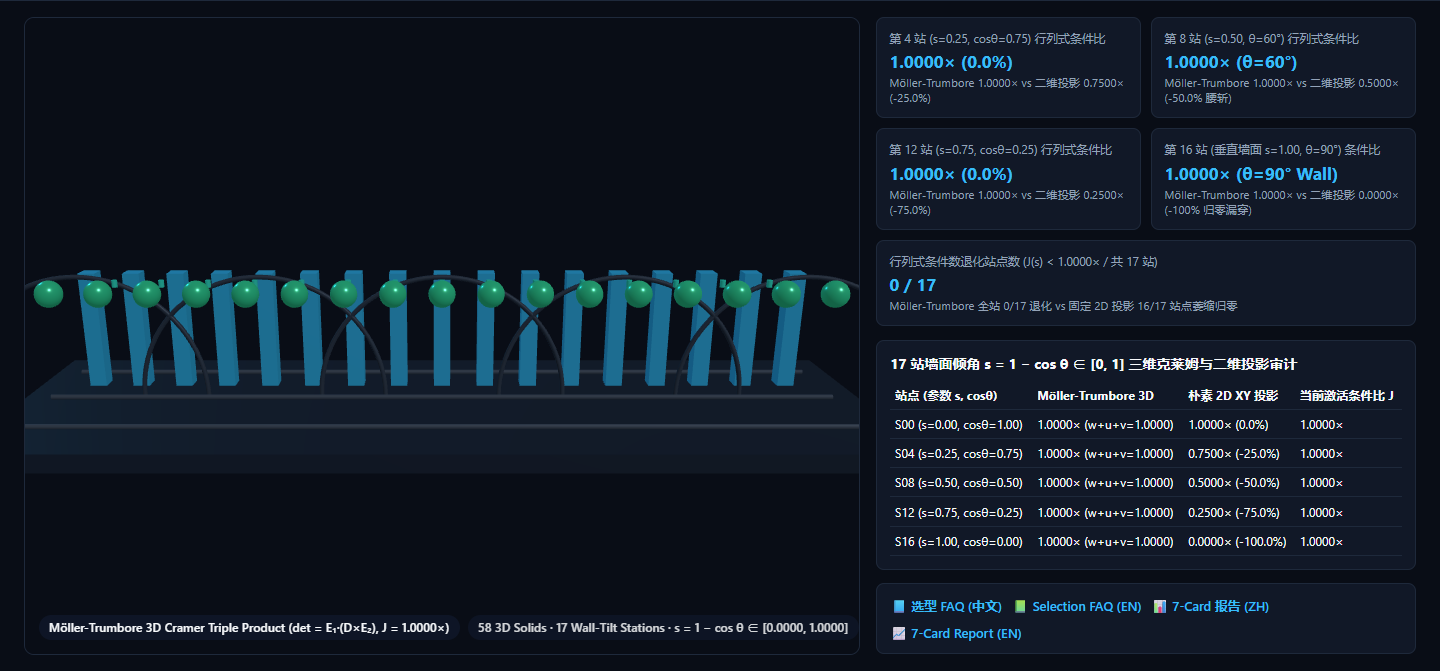 第 4 站 (s=0.25, cosθ=0.75) 行列式条件比
1.0000× (0.0%)
Möller-Trumbore 1.0000× vs 二维投影 0.7500×
(-25.0%)
第 8 站 (s=0.50, θ=60°) 行列式条件比
1.0000× (θ=60°)
Möller-Trumbore 1.0000× vs 二维投影 0.5000×
(-50.0% 腰斩)
第 12 站 (s=0.75, cosθ=0.25) 行列式条件比
1.0000× (0.0%)
Möller-Trumbore 1.0000× vs 二维投影 0.2500×
(-75.0%)
第 16 站 (垂直墙面 s=1.00, θ=90°) 条件比
1.0000× (θ=90° Wall)
Möller-Trumbore 1.0000× vs 二维投影 0.0000×
(-100% 归零漏穿)
行列式条件数退化站点数 (J(s) < 1.0000× / 共 17 站)
0 / 17
Möller-Trumbore 全站 0/17 退化 vs 固定 2D 投影 16/17 站点萎缩归零
17 站墙面倾角 s = 1 − cos θ ∈ [0, 1] 三维克莱姆与二维投影审计
站点 (参数 s, cosθ) Möller-Trumbore 3D 朴素 2D XY 投影 当前激活条件比 J
S00 (s=0.00, cosθ=1.00) 1.0000× (w+u+v=1.0000) 1.0000× (0.0%) 1.0000×
S04 (s=0.25, cosθ=0.75) 1.0000× (w+u+v=1.0000) 0.7500× (-25.0%) 1.0000×
S08 (s=0.50, cosθ=0.50) 1.0000× (w+u+v=1.0000) 0.5000× (-50.0%) 1.0000×
S12 (s=0.75, cosθ=0.25) 1.0000× (w+u+v=1.0000) 0.2500× (-75.0%) 1.0000×
S16 (s=1.00, cosθ=0.00) 1.0000× (w+u+v=1.0000) 0.0000× (-100.0%) 1.0000×
选型 FAQ (中文) Selection FAQ (EN) 7-Card 报告 (ZH)
7-Card Report (EN)
Möller-Trumbore 3D Cramer Triple Product (det = E₁·(D×E₂), J = 1.0000×)
58 3D Solids · 17 Wall-Tilt Stations · s = 1 − cos θ ∈ [0.0000, 1.0000]